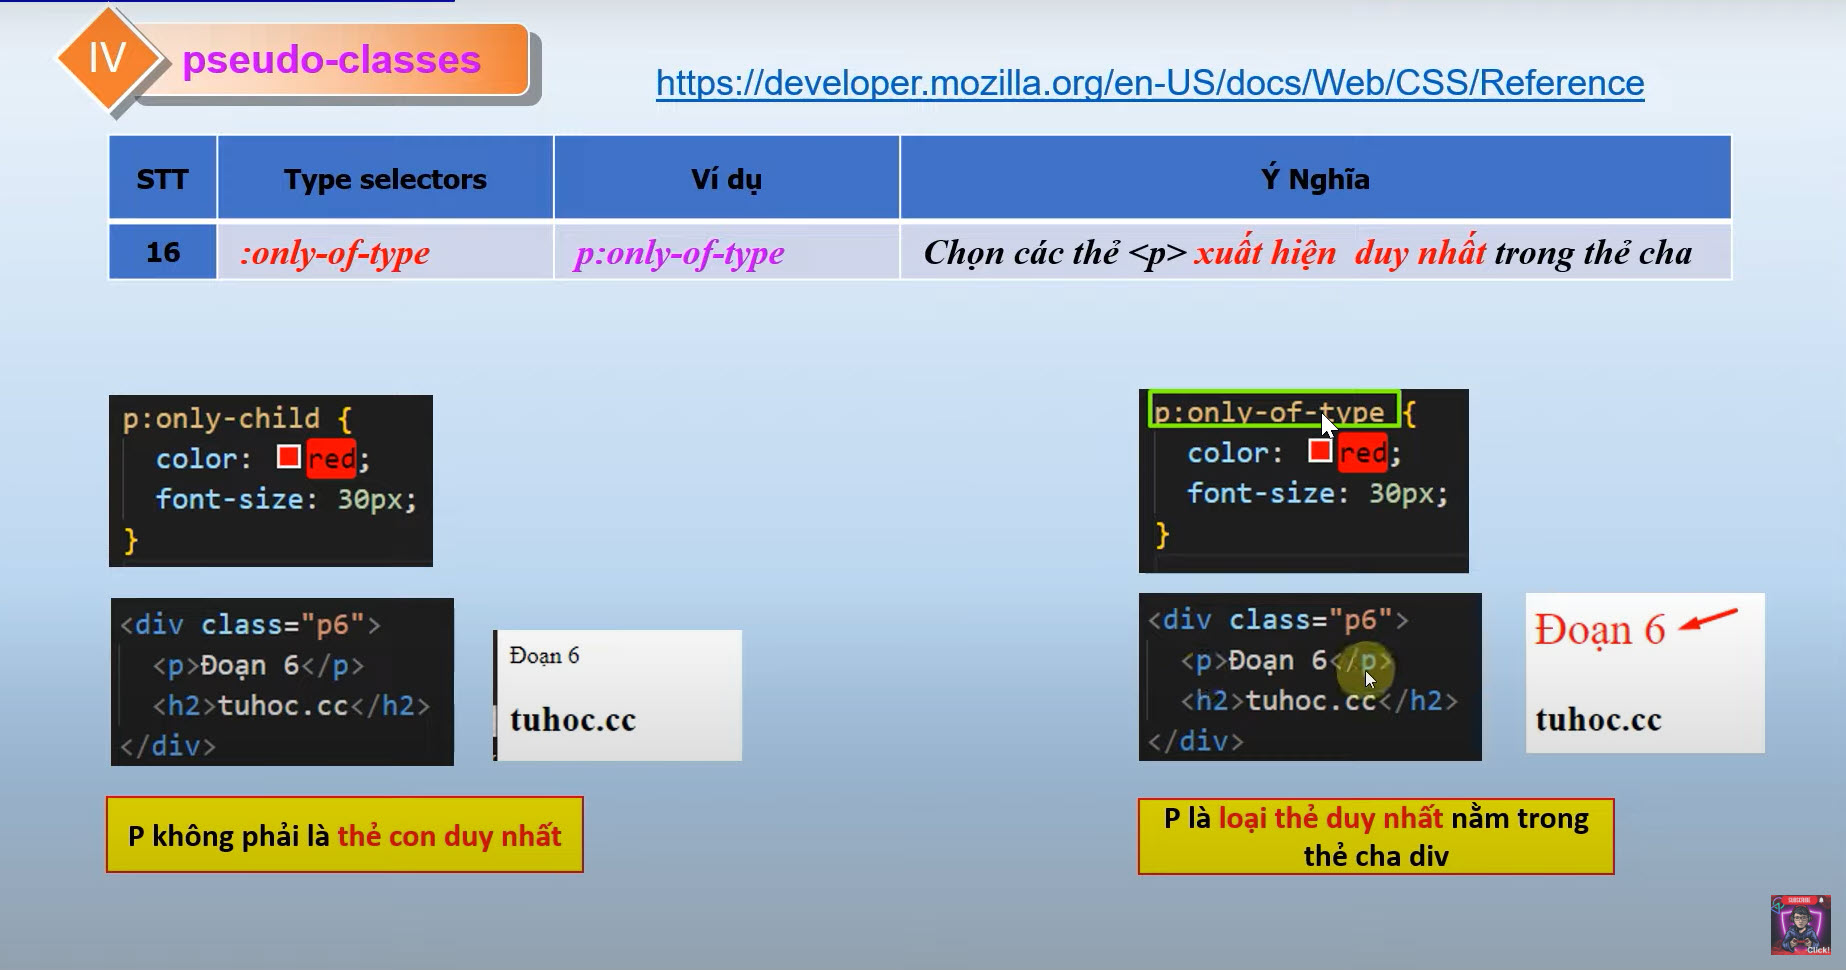 IV
pseudo-classes
https://developer.mozilla.org/en-US/docs/Web/CSS/Reference
STT Type selectors Ví dụ Ý Nghĩa
16 :only-of-type p:only-of-type Chọn các thẻ <p> xuất hiện duy nhất trong thẻ cha
p:only-child {
color: red;
font-size: 30px;
}
<div class="p6">
<p>Đoạn 6</p>
<h2>tuhoc.cc</h2>
</div>
Đoạn 6
tuhoc.cc
P không phải là thẻ con duy nhất
p:only-of-type {
color: red;
font-size: 30px;
}
<div class="p6">
<p>Đoạn 6</p>
<h2>tuhoc.cc</h2>
</div>
Đoạn 6
tuhoc.cc
P là loại thẻ duy nhất nằm trong
thẻ cha div
SUBSCRIBE
Click!